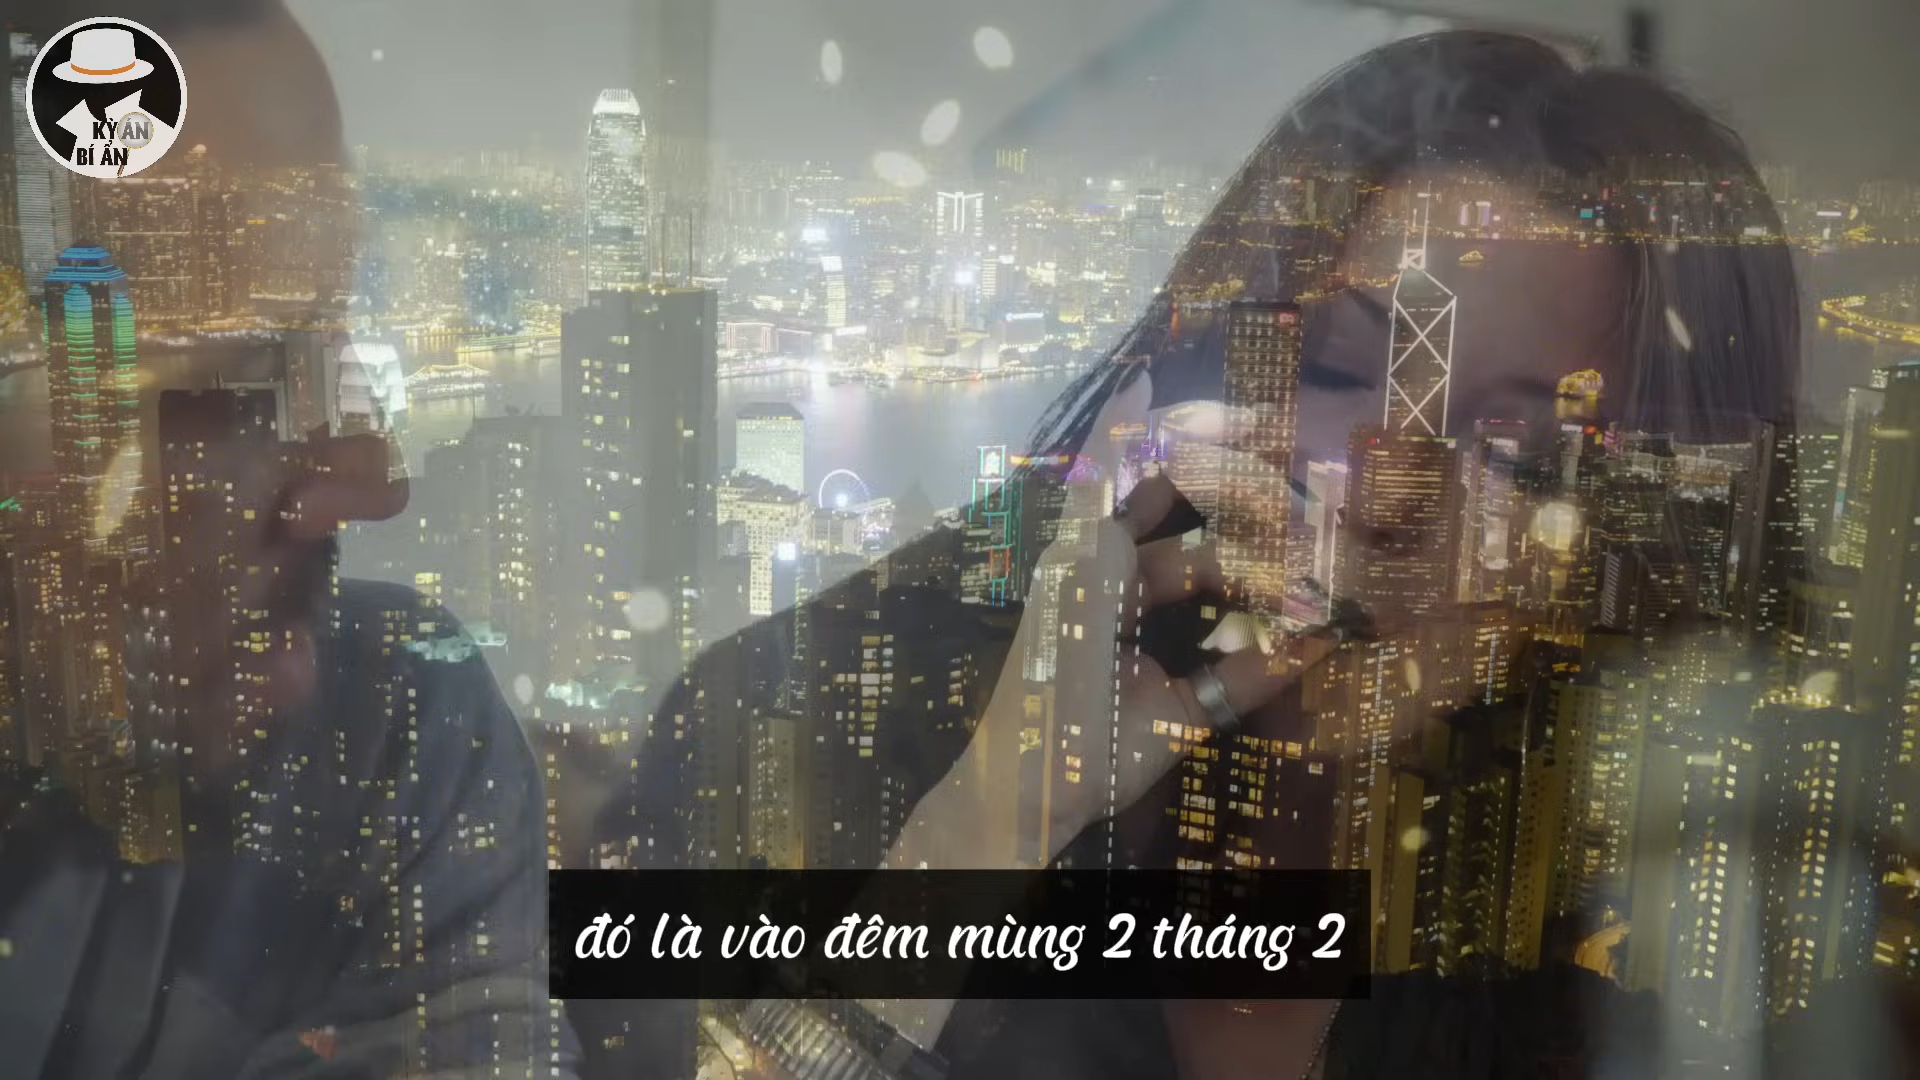 KỲ ÁN
BÍ ẨN
đó là vào đêm mùng 2 tháng 2